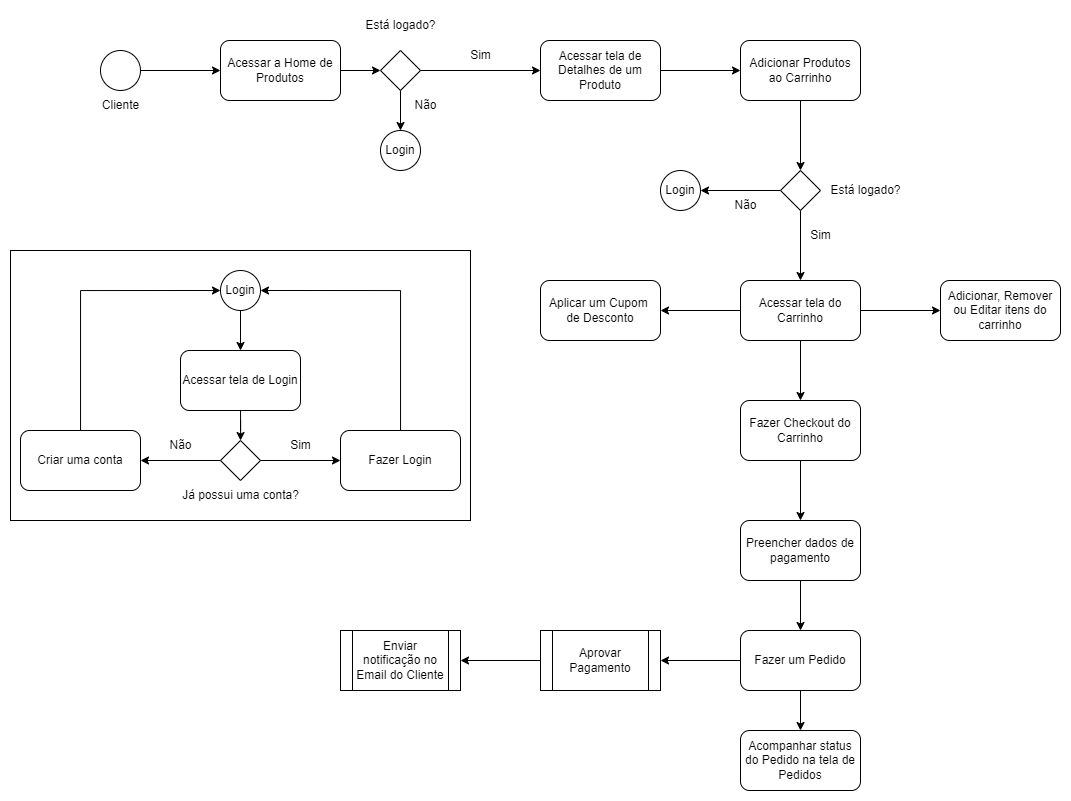 Está logado?
Acessar a Home de
Produtos
Sim
Acessar tela de
Detalhes de um
Produto
Adicionar Produtos
ao Carrinho
Cliente
Não
Login
Login
Não
Está logado?
Sim
Login
Aplicar um Cupom
de Desconto
Acessar tela do
Carrinho
Adicionar, Remover
ou Editar itens do
carrinho
Acessar tela de Login
Não
Sim
Criar uma conta
Fazer Login
Já possui uma conta?
Fazer Checkout do
Carrinho
Preencher dados de
pagamento
Enviar
notificação no
Email do Cliente
Aprovar
Pagamento
Fazer um Pedido
Acompanhar status
do Pedido na tela de
Pedidos